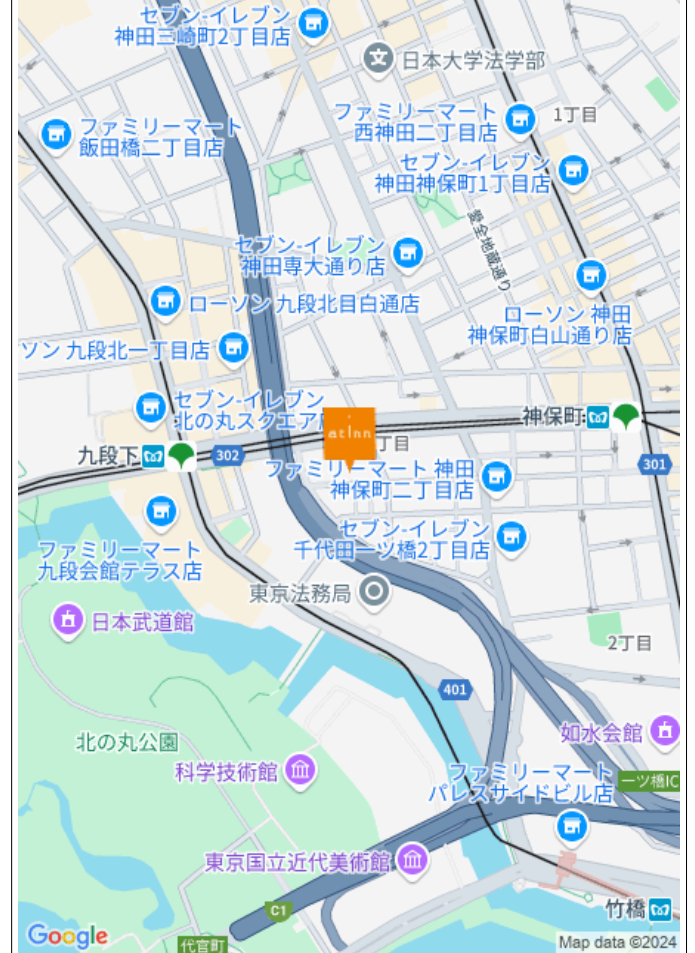 セブン-イレブン
神田三崎町2丁目店
日本大学法学部
ファミリーマート
西神田二丁目店
1丁目
ファミリーマート
飯田橋二丁目店
セブン-イレブン
神田神保町1丁目店
愛全地蔵通り
セブン-イレブン
神田専大通り店
ローソン 九段北目白通店
ローソン 神田
神保町白山通り店
ソン 九段北一丁目店
セブン-イレブン
北の丸スクエア
atinn
丁目
神保町
九段下
302
301
ファミリーマート 神田
神保町二丁目店
ファミリーマート
九段会館テラス店
セブン-イレブン
千代田一ツ橋2丁目店
東京法務局
日本武道館
2丁目
401
北の丸公園
如水会館
科学技術館
ファミリーマート
パレスサイドビル店
一ツ橋IC
東京国立近代美術館
C1
竹橋
代官町
Google
Map data ©2024